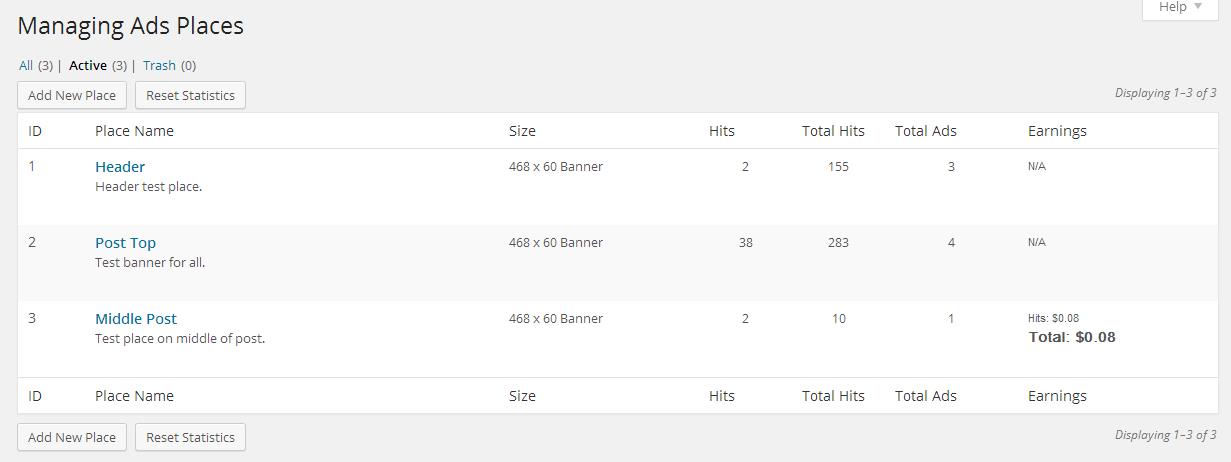 Help
Managing Ads Places
All (3) | Active (3) | Trash (0)
Add New Place Reset Statistics Displaying 1–3 of 3
ID Place Name Size Hits Total Hits Total Ads Earnings
1 Header 468 x 60 Banner 2 155 3 N/A
Header test place.
2 Post Top 468 x 60 Banner 38 283 4 N/A
Test banner for all.
3 Middle Post 468 x 60 Banner 2 10 1 Hits: $0.08
Test place on middle of post. Total: $0.08
ID Place Name Size Hits Total Hits Total Ads Earnings
Add New Place Reset Statistics Displaying 1–3 of 3